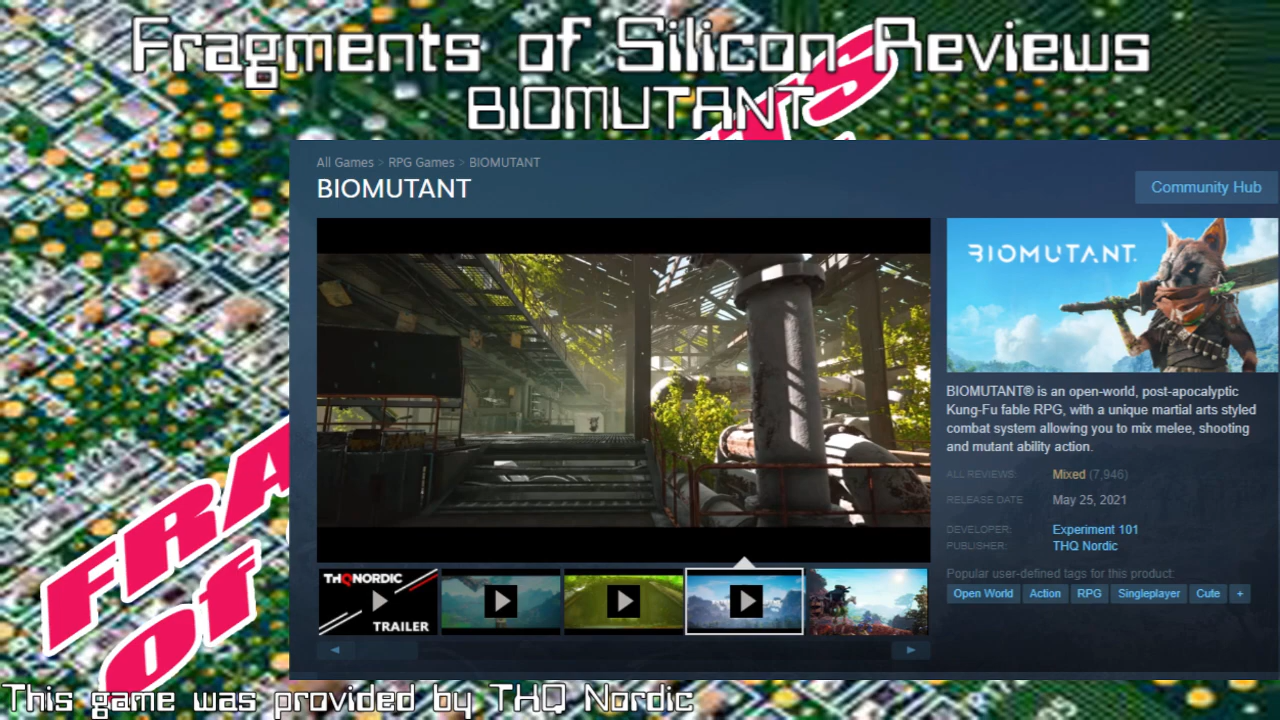 Fragments of Silicon Reviews
BIOMUTANT
All Games > RPG Games > BIOMUTANT
BIOMUTANT
Community Hub
BIOMUTANT.
BIOMUTANT® is an open-world, post-apocalyptic
Kung-Fu fable RPG, with a unique martial arts styled
combat system allowing you to mix melee, shooting
and mutant ability action.
ALL REVIEWS: Mixed (7,946)
RELEASE DATE: May 25, 2021
DEVELOPER: Experiment 101
PUBLISHER: THQ Nordic
Popular user-defined tags for this product:
Open World Action RPG Singleplayer Cute +
THQNORDIC
TRAILER
FRA
Of
This game was provided by THQ Nordic